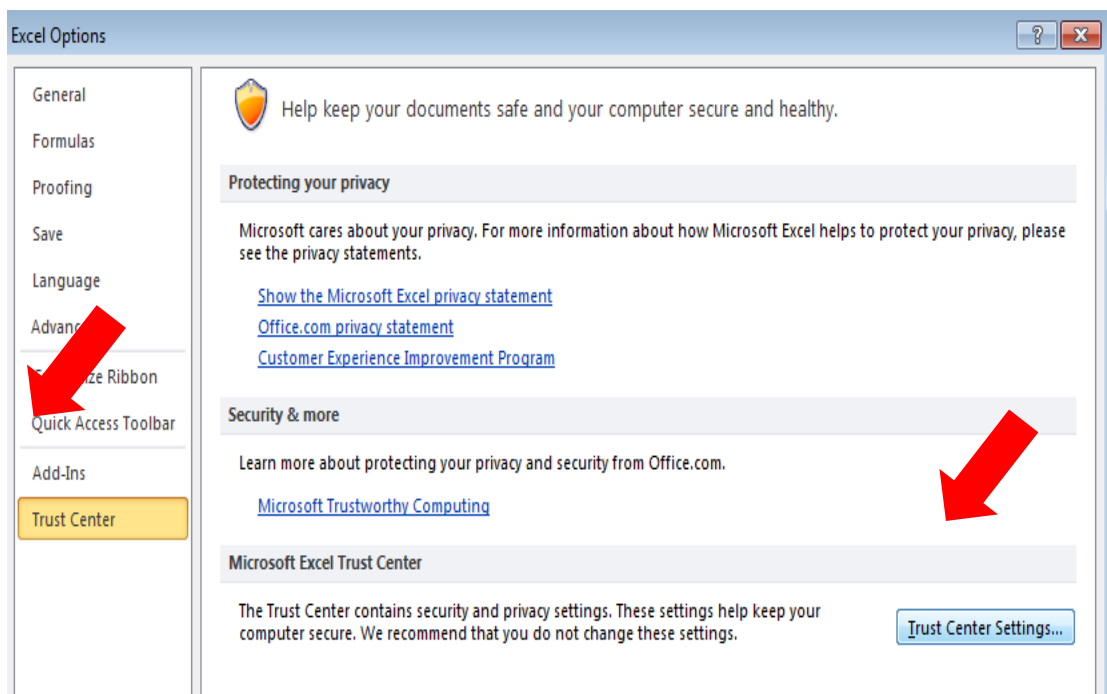 Excel Options
General
Formulas
Proofing
Save
Language
Advanc
ze Ribbon
Quick Access Toolbar
Add-Ins
Trust Center
Help keep your documents safe and your computer secure and healthy.
Protecting your privacy
Microsoft cares about your privacy. For more information about how Microsoft Excel helps to protect your privacy, please
see the privacy statements.
Show the Microsoft Excel privacy statement
Office.com privacy statement
Customer Experience Improvement Program
Security & more
Learn more about protecting your privacy and security from Office.com.
Microsoft Trustworthy Computing
Microsoft Excel Trust Center
The Trust Center contains security and privacy settings. These settings help keep your
computer secure. We recommend that you do not change these settings.
Trust Center Settings...